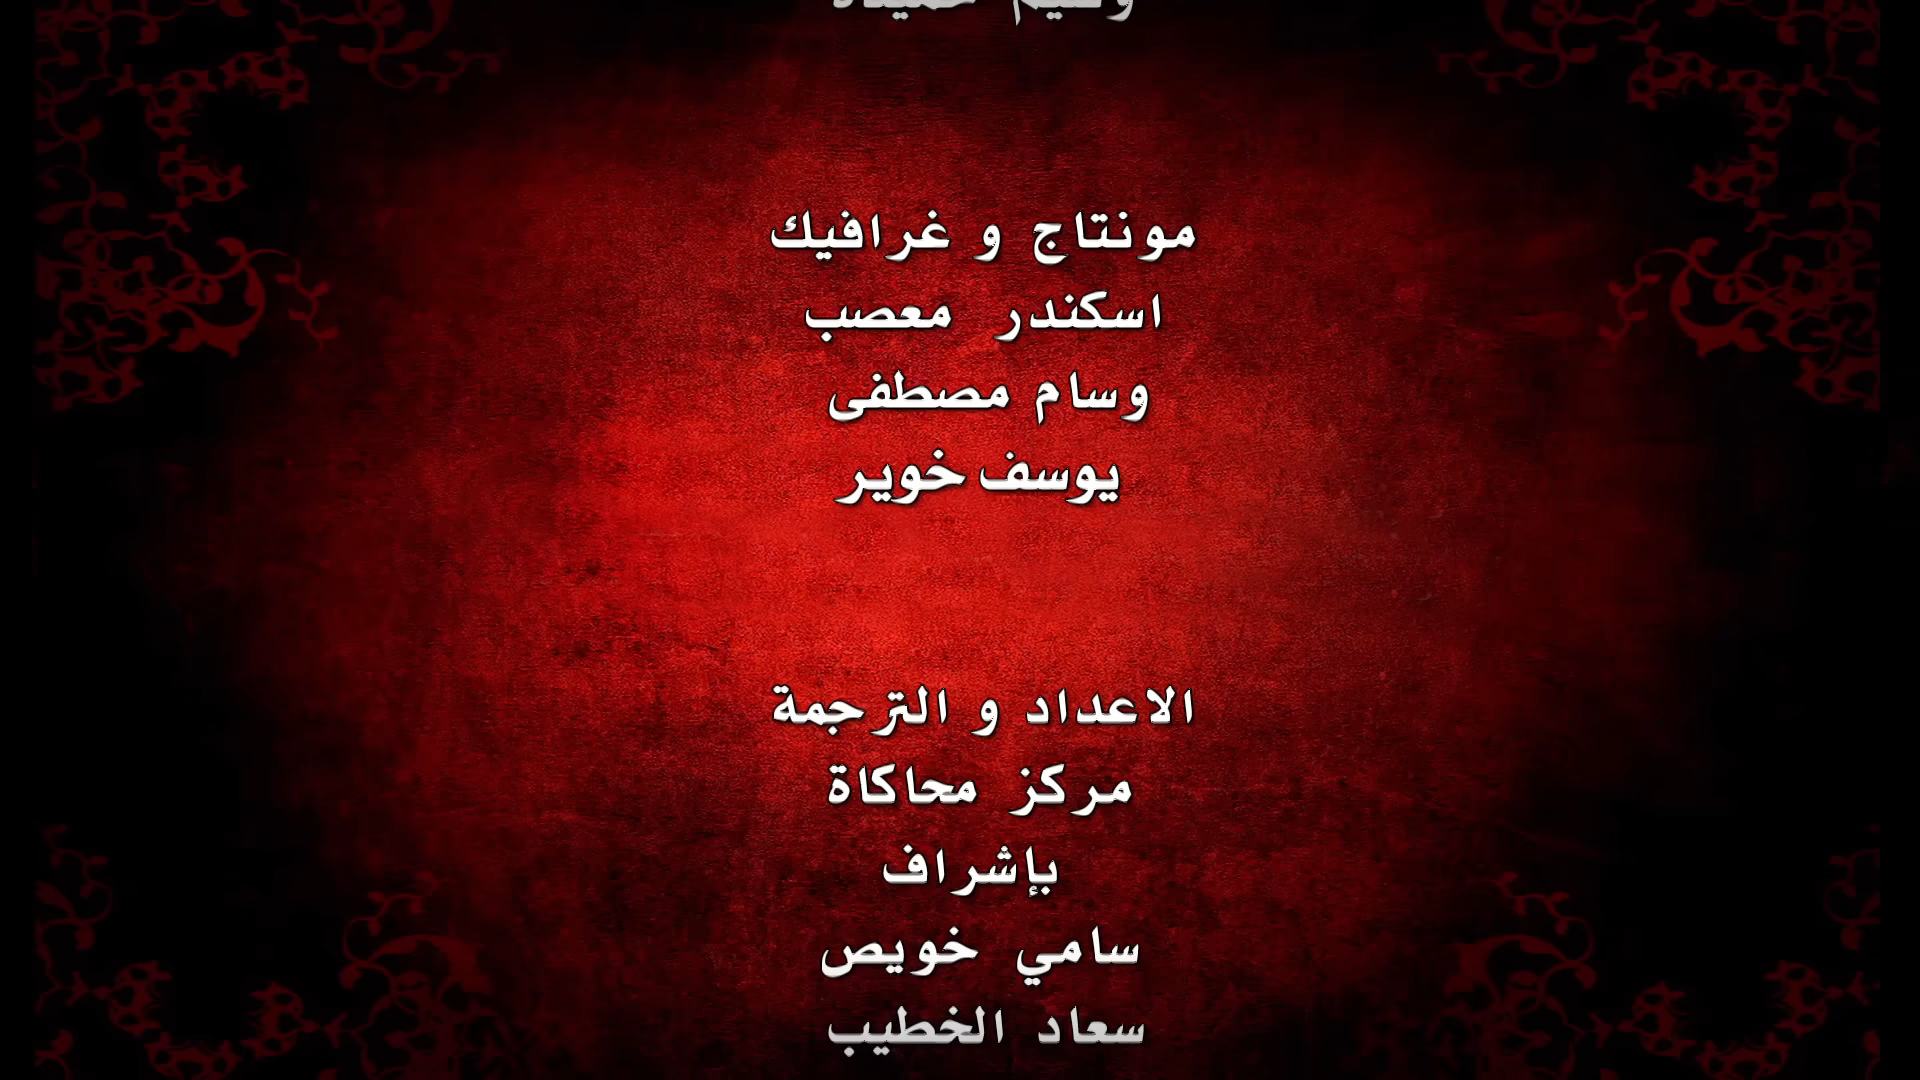 مونتاج و غرافيك
اسكندر معصب
وسام مصطفى
يوسف خوير
الاعداد و الترجمة
مركز محاكاة
بإشراف
سامي خويص
سعاد الخطيب